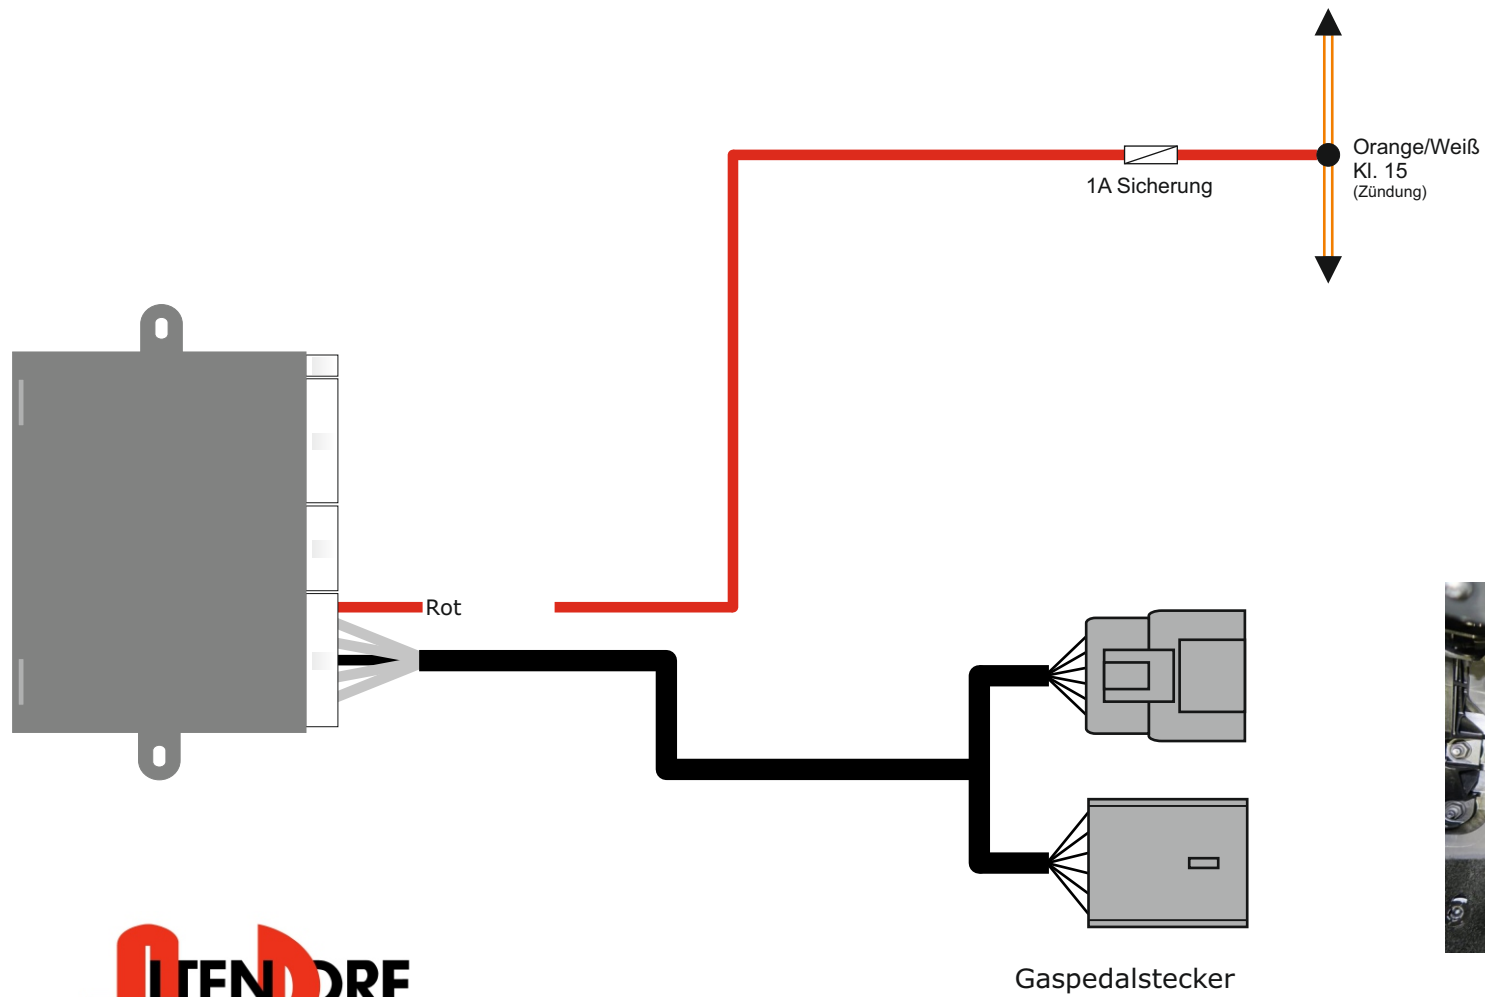 Orange/Weiß
Kl. 15
(Zündung)
1A Sicherung
Rot
Gaspedalstecker